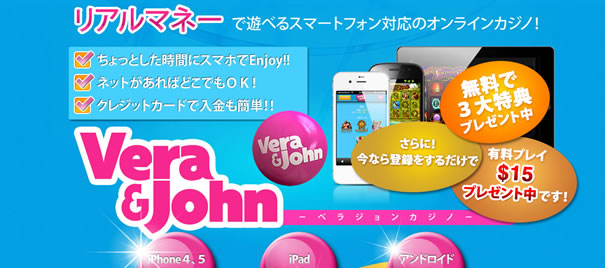 リアルマネーで遊べるスマートフォン対応のオンラインカジノ!
ちょっとした時間にスマホでEnjoy!!
ネットがあればどこでもOK!
クレジットカードで入金も簡単!!
無料で
3大特典
プレゼント中
さらに!
今なら登録をするだけで
有料プレイ
$15
プレゼント中です!
Vera
&John
Vera
&John
－ベラジョンカジノ－
iPhone4、5
iPad
アンドロイド